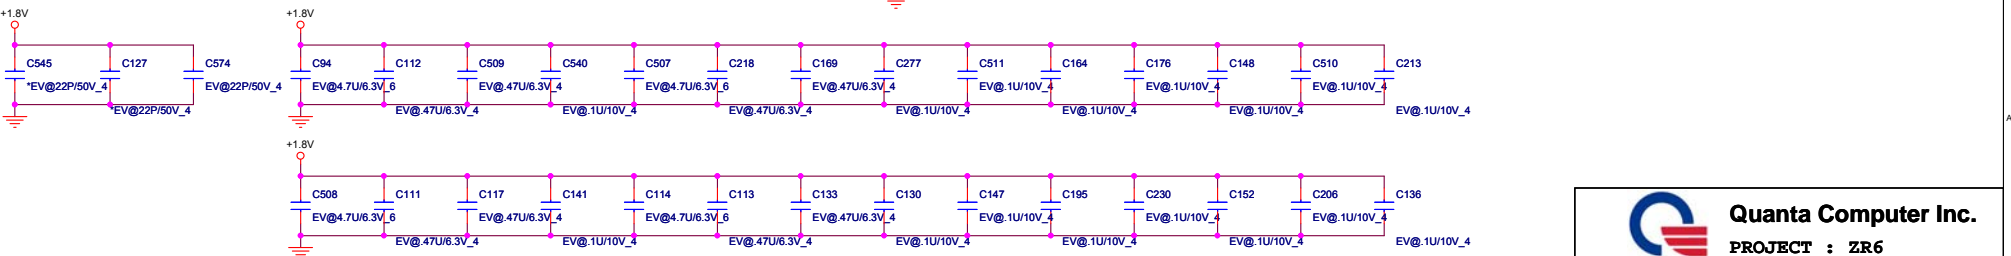 +1.8V
+1.8V
C545
C127
C574
C94
C112
C509
C540
C507
C218
C169
C277
C511
C164
C176
C148
C510
C213
*EV@22P/50V_4
EV@22P/50V_4
EV@4.7U/6.3V_6
EV@.47U/6.3V_4
EV@4.7U/6.3V_6
EV@.47U/6.3V_4
EV@.1U/10V_4
EV@.1U/10V_4
EV@.1U/10V_4
*EV@22P/50V_4
EV@.47U/6.3V_4
EV@.1U/10V_4
EV@.47U/6.3V_4
EV@.1U/10V_4
EV@.1U/10V_4
EV@.1U/10V_4
EV@.1U/10V_4
A
+1.8V
C508
C111
C117
C141
C114
C113
C133
C130
C147
C195
C230
C152
C206
C136
EV@4.7U/6.3V_6
EV@.47U/6.3V_4
EV@4.7U/6.3V_6
EV@.47U/6.3V_4
EV@.1U/10V_4
EV@.1U/10V_4
EV@.1U/10V_4
EV@.47U/6.3V_4
EV@.1U/10V_4
EV@.47U/6.3V_4
EV@.1U/10V_4
EV@.1U/10V_4
EV@.1U/10V_4
EV@.1U/10V_4
Quanta Computer Inc.
PROJECT : ZR6